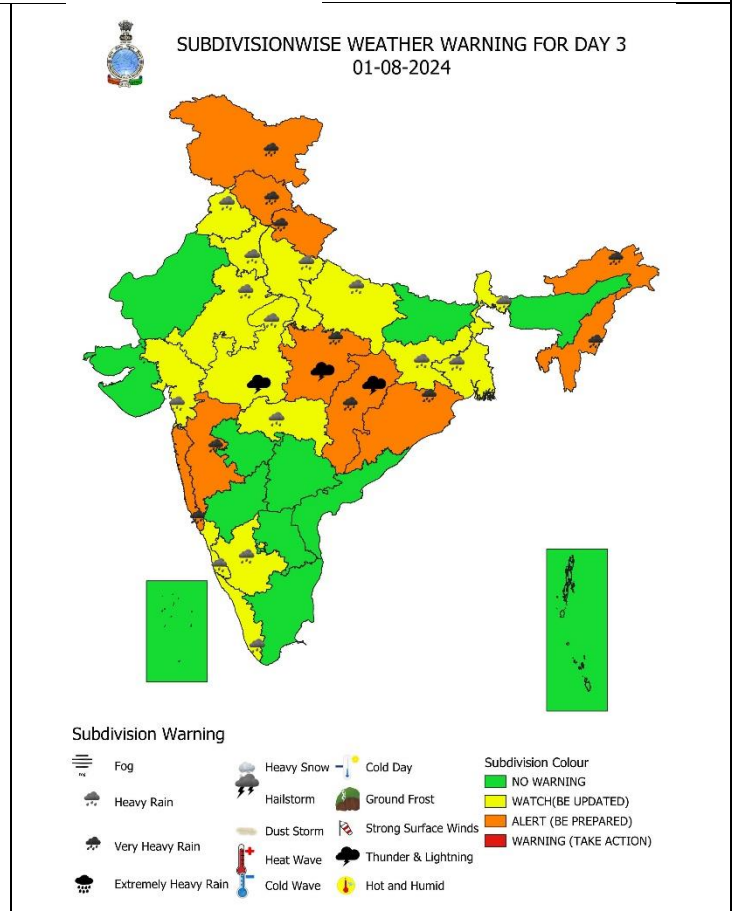 SUBDIVISIONWISE WEATHER WARNING FOR DAY 3
01-08-2024
Subdivision Warning
Fog
Heavy Rain
Very Heavy Rain
Extremely Heavy Rain
Heavy Snow
Hailstorm
Dust Storm
Heat Wave
Cold Wave
Cold Day
Ground Frost
Strong Surface Winds
Thunder & Lightning
Hot and Humid
Subdivision Colour
NO WARNING
WATCH(BE UPDATED)
ALERT (BE PREPARED)
WARNING (TAKE ACTION)